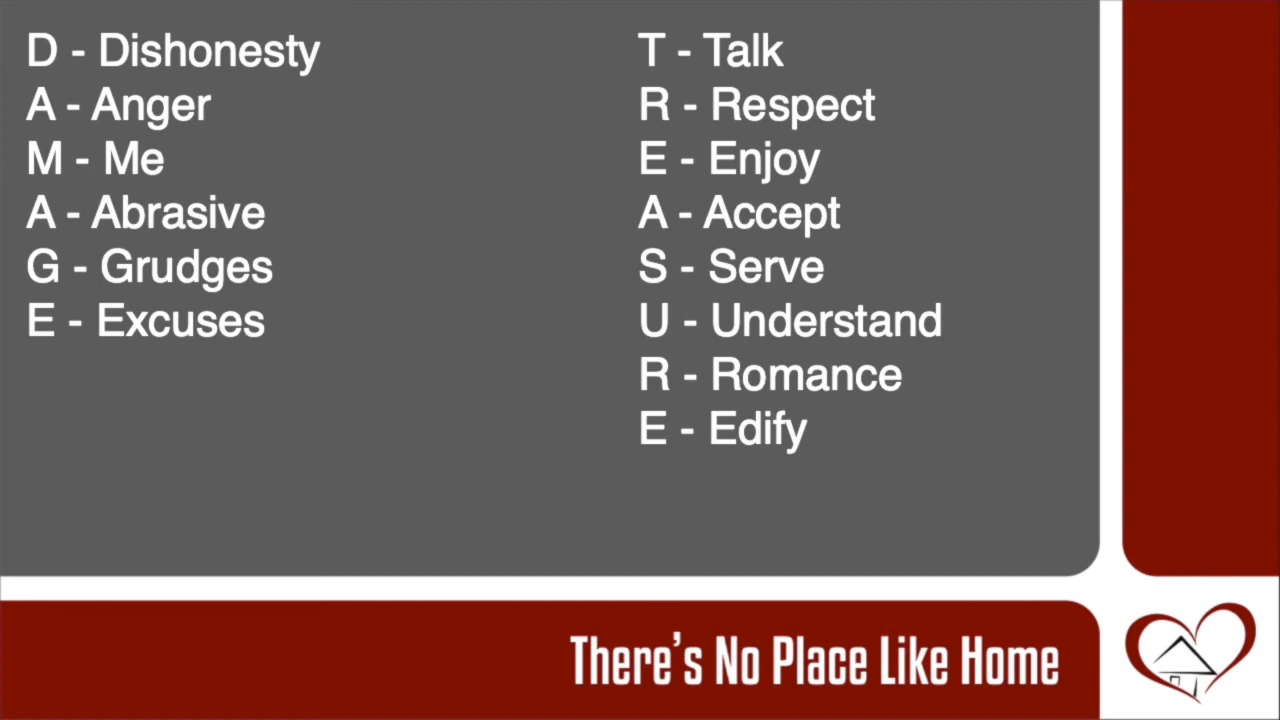 D - Dishonesty
A - Anger
M - Me
A - Abrasive
G - Grudges
E - Excuses
T - Talk
R - Respect
E - Enjoy
A - Accept
S - Serve
U - Understand
R - Romance
E - Edify
There's No Place Like Home